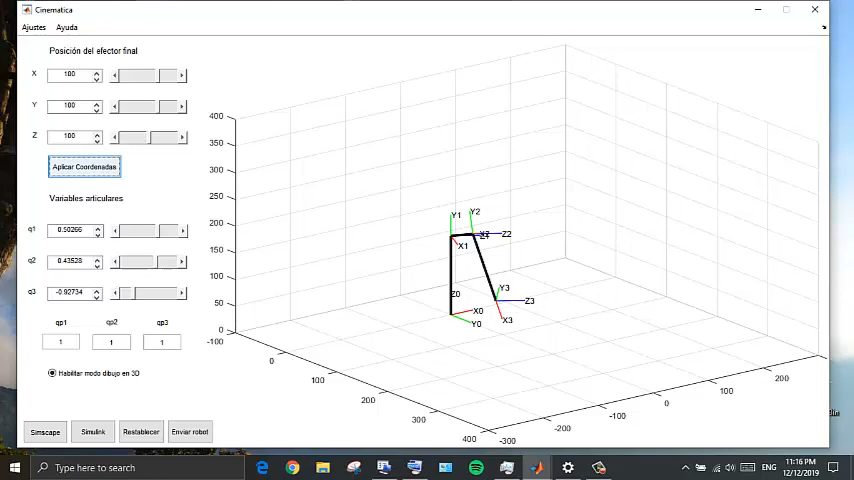 Cinematica
Ajustes Ayuda
Posición del efector final
X 100
Y 100
Z 100
Aplicar Coordenadas
Variables articulares
q1 0.50266
q2 0.43528
q3 -0.92734
qp1 qp2 qp3
1 1 1
Habilitar modo dibujo en 3D
Simscape Simulink Restablecer Enviar robot
400
350
300
250
200
150
100
50
0
-100
0
100
200
300
400
-300
-200
-100
0
100
200
Y1 Y2
Z2
X1
Z0
X0
Y0
Y3
Z3
X3
Type here to search
ENG
11:16 PM
12/12/2019